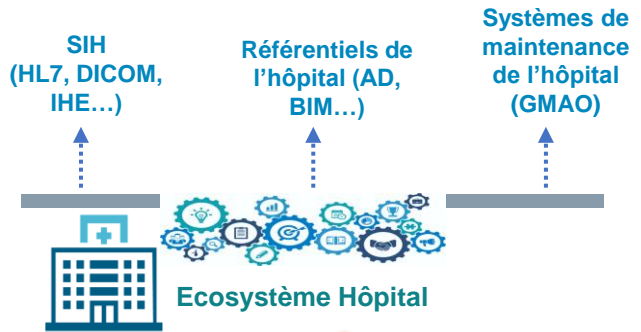 SIH
(HL7, DICOM,
IHE…)
Référentiels de
l’hôpital (AD,
BIM…)
Systèmes de
maintenance
de l’hôpital
(GMAO)
Ecosystème Hôpital